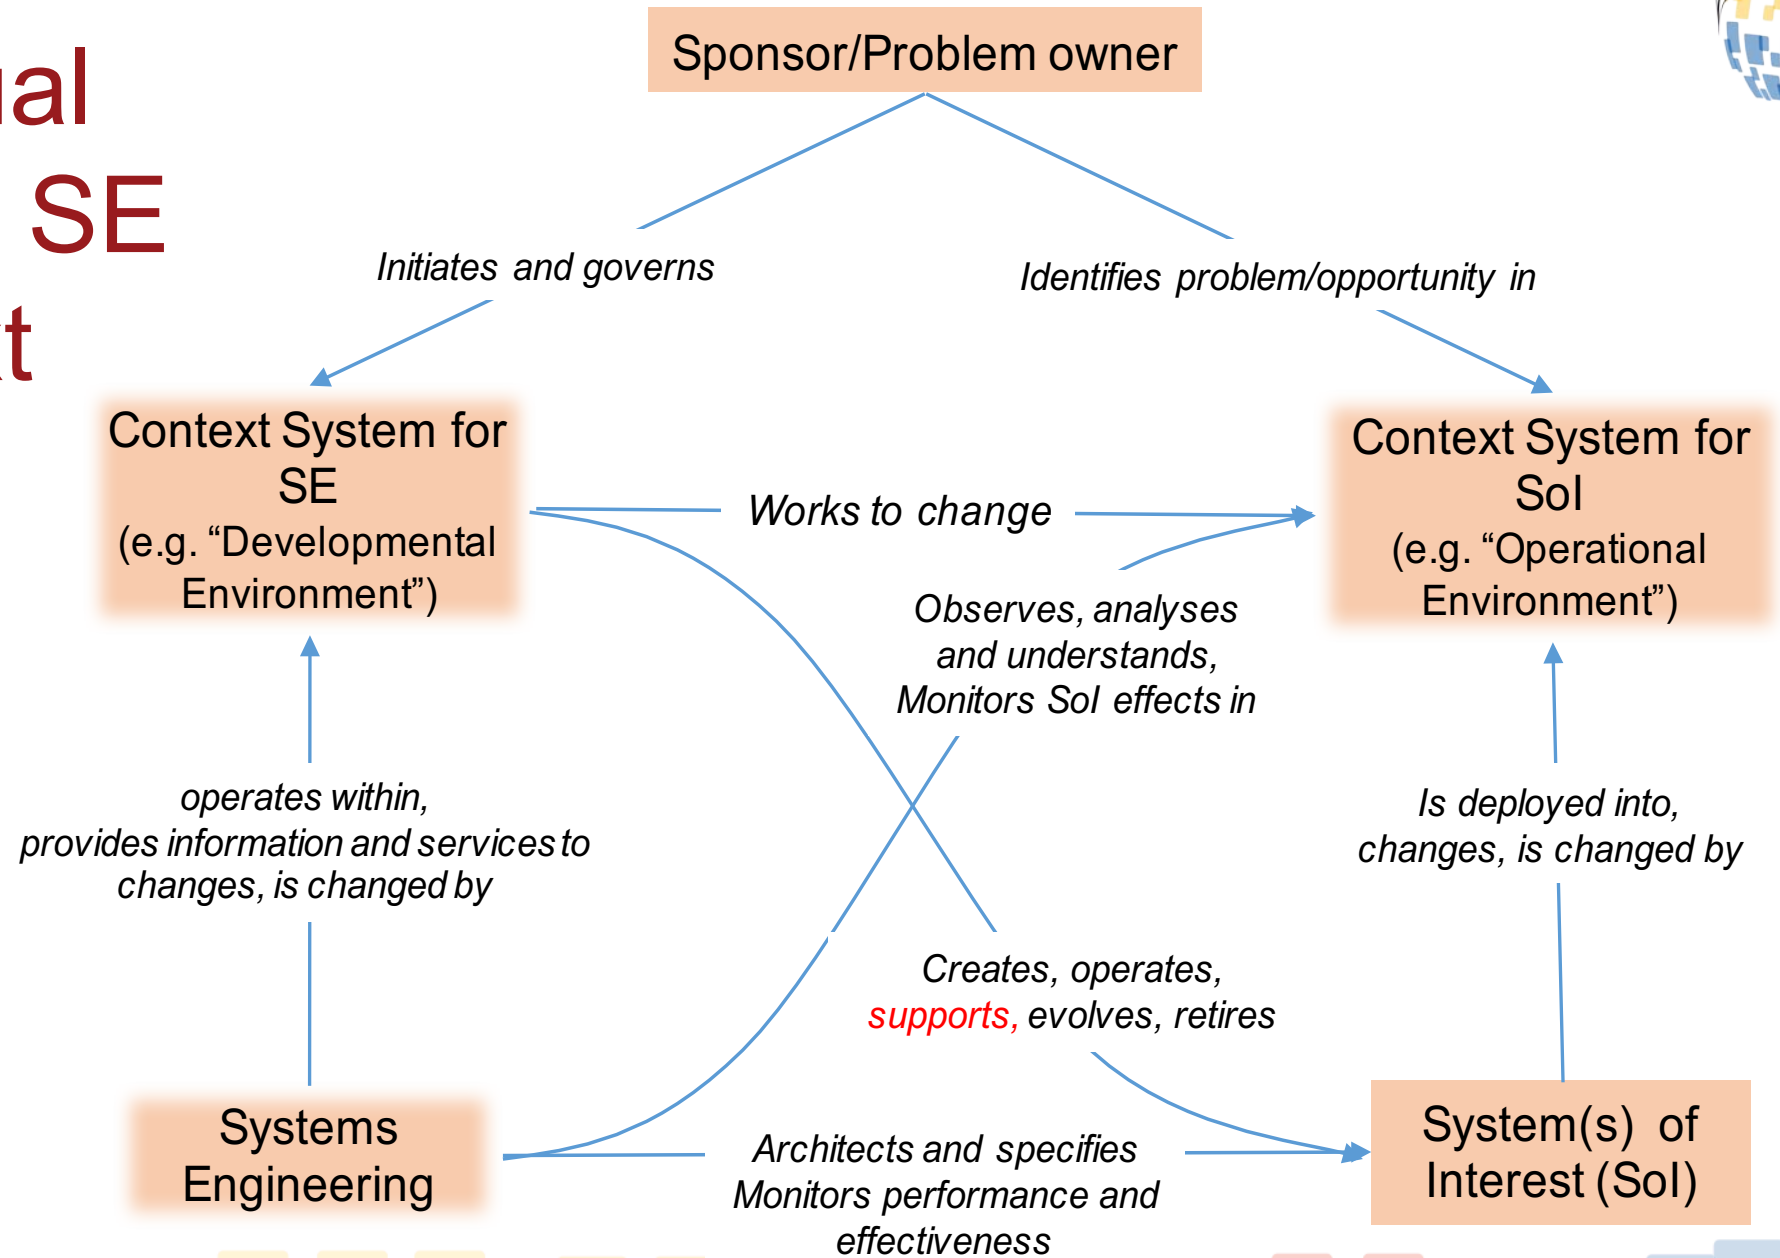 ual
SE
xt
Sponsor/Problem owner
Initiates and governs
Identifies problem/opportunity in
Context System for
SE
(e.g. “Developmental
Environment”)
Works to change
Context System for
SoI
(e.g. “Operational
Environment”)
Observes, analyses
and understands,
Monitors SoI effects in
operates within,
provides information and services to
changes, is changed by
Is deployed into,
changes, is changed by
Creates, operates,
supports, evolves, retires
Systems
Engineering
Architects and specifies
Monitors performance and
effectiveness
System(s) of
Interest (SoI)